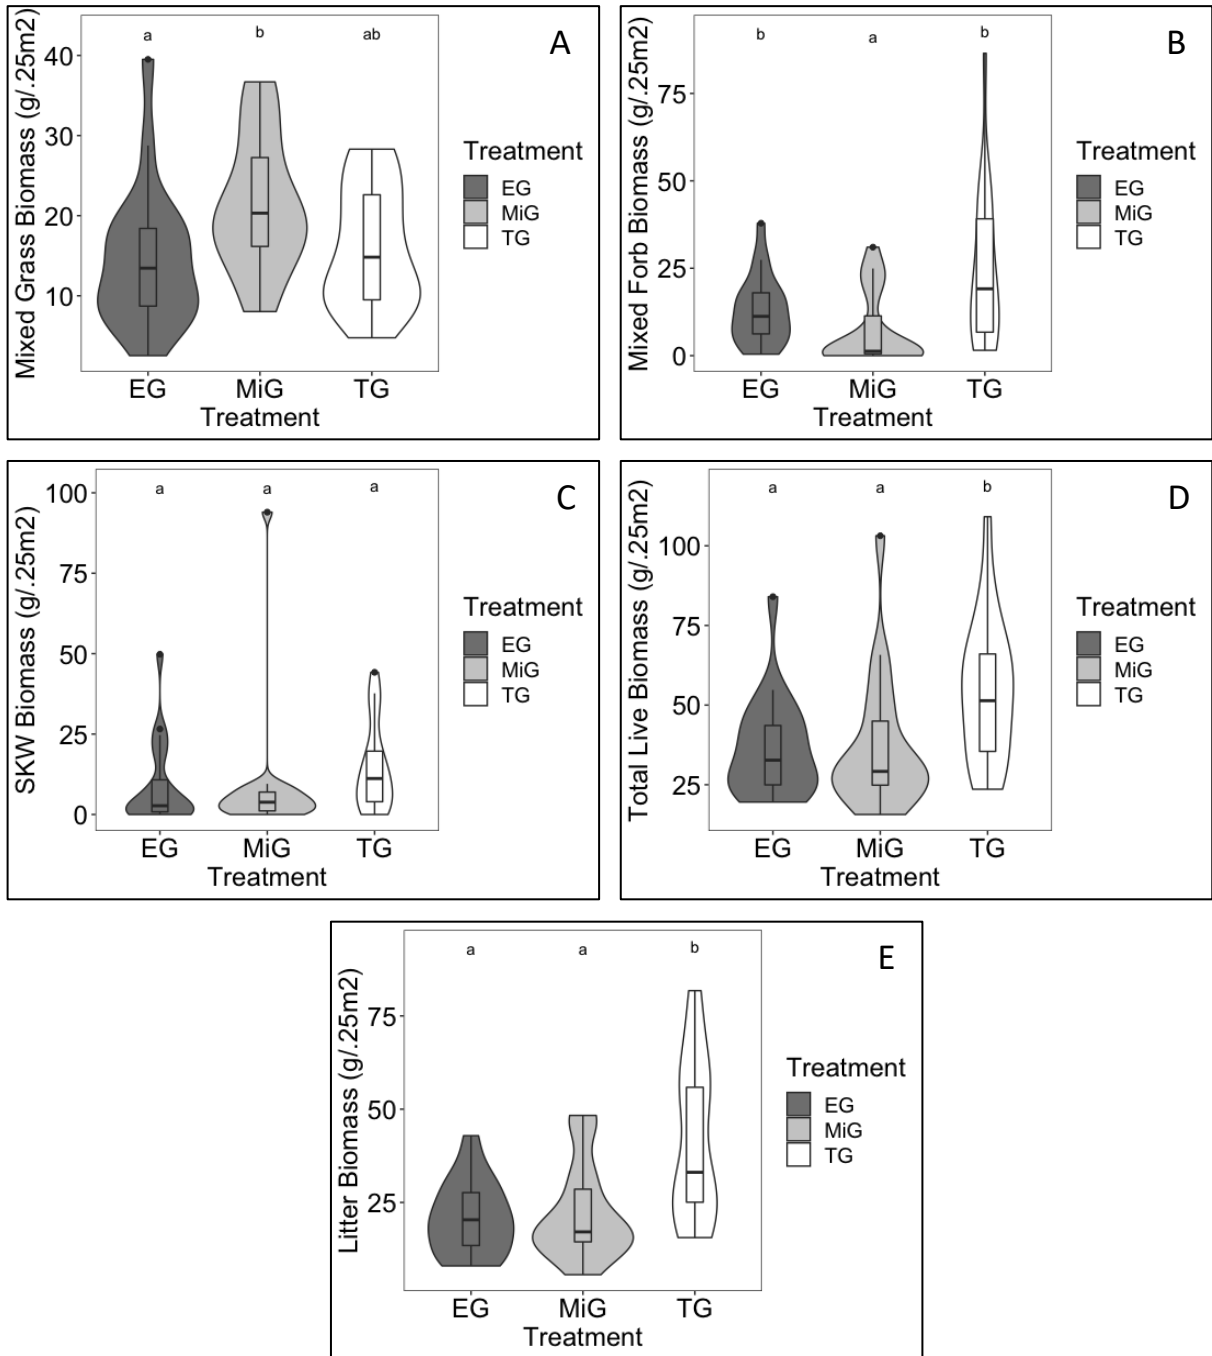 A
Mixed Grass Biomass (g/.25m2)
a b ab
40
30
20
10
EG MiG TG
Treatment
Treatment
EG
MiG
TG
B
Mixed Forb Biomass (g/.25m2)
b a b
75
50
25
0
EG MiG TG
Treatment
Treatment
EG
MiG
TG
C
SKW Biomass (g/.25m2)
a a a
100
75
50
25
0
EG MiG TG
Treatment
Treatment
EG
MiG
TG
D
Total Live Biomass (g/.25m2)
a a b
100
75
50
25
EG MiG TG
Treatment
Treatment
EG
MiG
TG
E
Litter Biomass (g/.25m2)
a a b
75
50
25
EG MiG TG
Treatment
Treatment
EG
MiG
TG